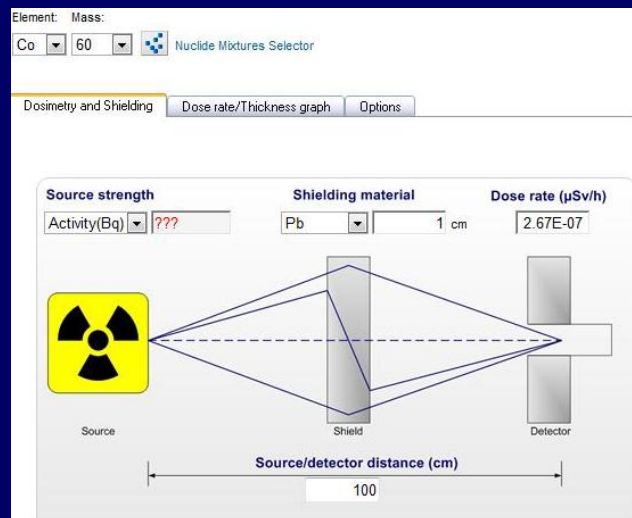 Element: Mass:
Co 60 Nuclide Mixtures Selector
Dosimetry and Shielding Dose rate/Thickness graph Options
Source strength Shielding material Dose rate (µSv/h)
Activity(Bq) ??? Pb 1 cm 2.67E-07
Source Shield Detector
Source/detector distance (cm)
100